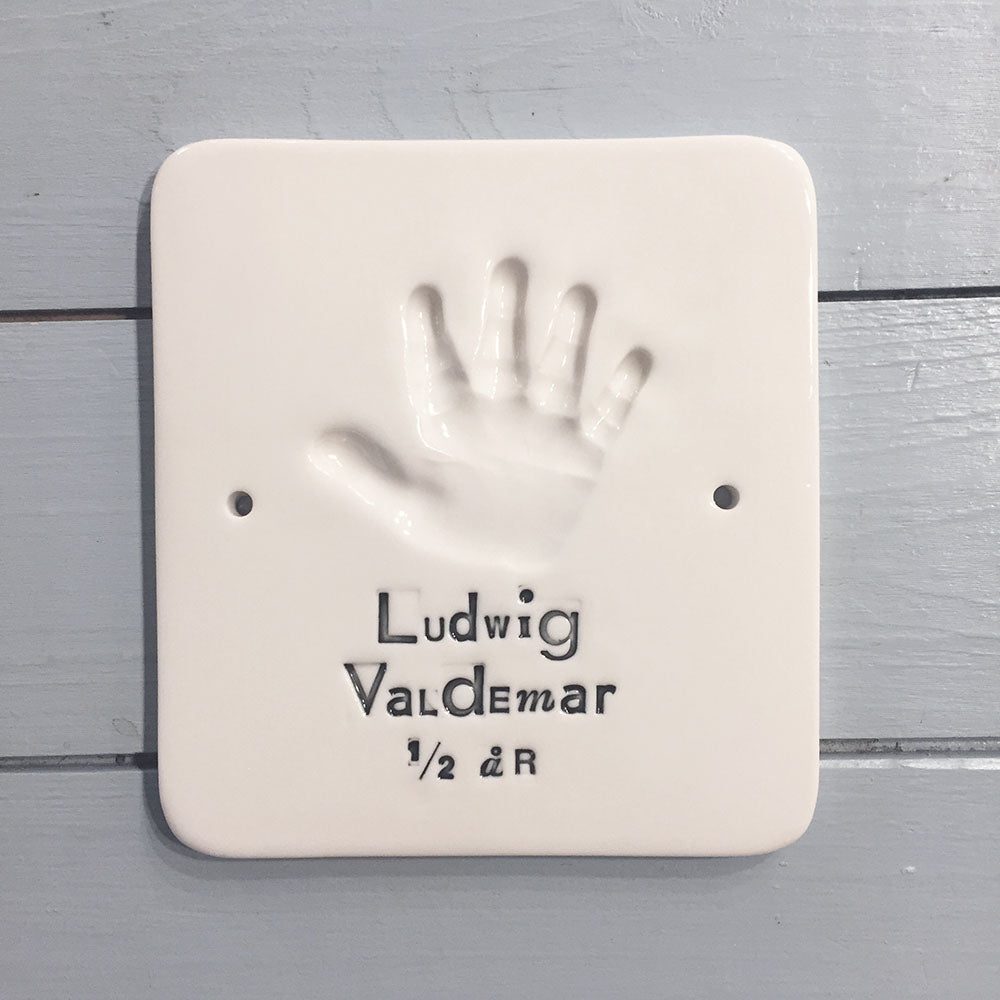 Ludwig
ValDEmar
1/2 åR